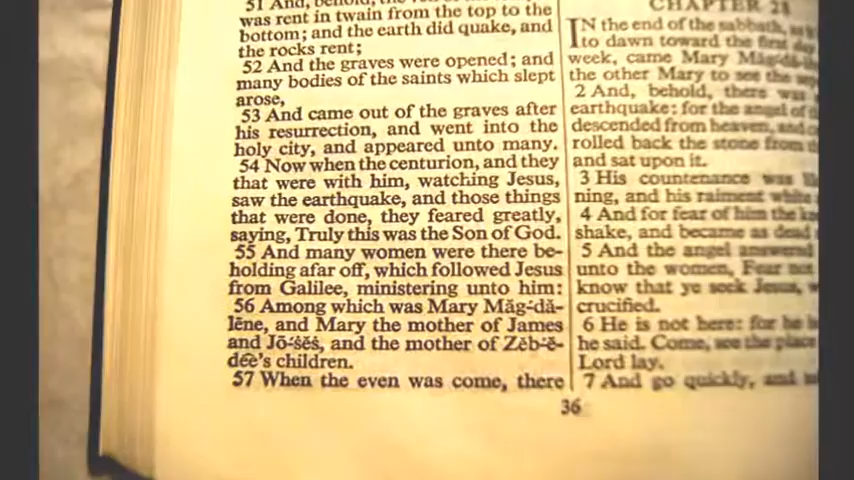 51 And, behold, the
was rent in twain from the top to the
bottom; and the earth did quake, and
the rocks rent;
52 And the graves were opened; and
many bodies of the saints which slept
arose,
53 And came out of the graves after
his resurrection, and went into the
holy city, and appeared unto many.
54 Now when the centurion, and they
that were with him, watching Jesus,
saw the earthquake, and those things
that were done, they feared greatly,
saying, Truly this was the Son of God.
55 And many women were there be-
holding afar off, which followed Jesus
from Galilee, ministering unto him:
56 Among which was Mary Măg-dȧ-
lēne, and Mary the mother of James
and Jō-s̆ĕs̆, and the mother of Zĕb-ĕ-
dēe's children.
57 When the even was come, there
CHAPTER 28
IN the end of the sabbath, as it
to dawn toward the first day
week, came Mary
the other Mary to see the
2 And, behold, there was
earthquake: for the angel of
descended from heaven, and
rolled back the stone from
and sat upon it.
3 His countenance was
ning, and his raiment white
4 And for fear of him the
shake, and became as dead
5 And the angel answered
unto the women, Fear not
know that ye seek Jesus,
crucified.
6 He is not here: for he
he said. Come, see the place
Lord lay.
7 And go quickly, and
36